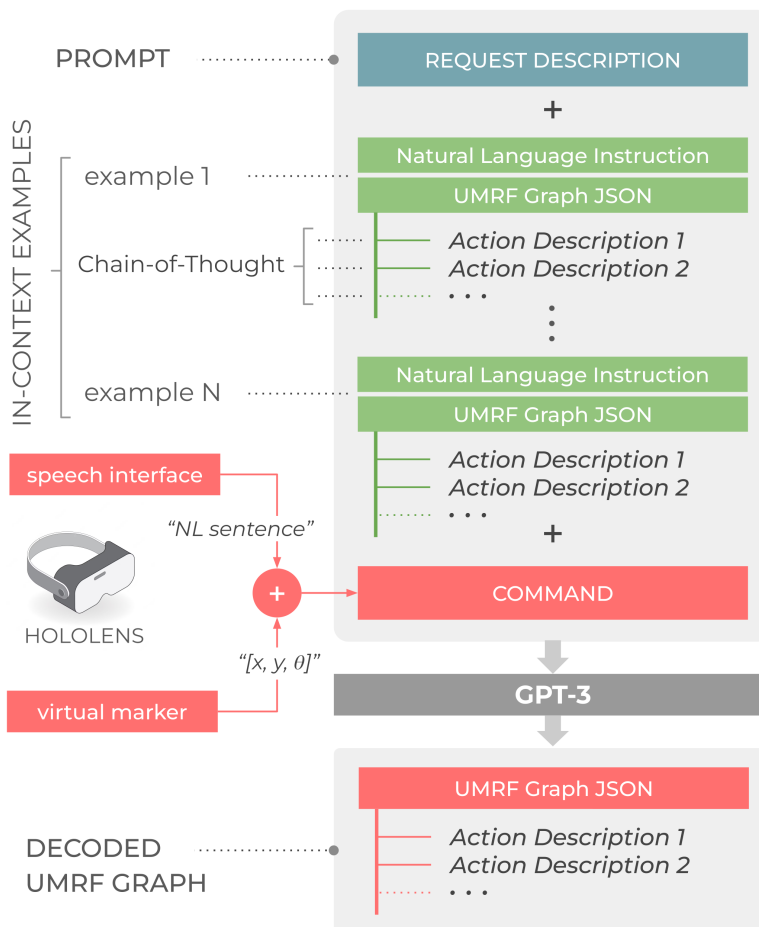 PROMPT
REQUEST DESCRIPTION
+
IN-CONTEXT EXAMPLES
example 1
Natural Language Instruction
UMRF Graph JSON
Chain-of-Thought
Action Description 1
Action Description 2
. . .
example N
Natural Language Instruction
UMRF Graph JSON
Action Description 1
Action Description 2
. . .
+
speech interface
“NL sentence”
HOLOLENS
+
COMMAND
“[x, y, θ]”
virtual marker
GPT-3
DECODED
UMRF GRAPH
UMRF Graph JSON
Action Description 1
Action Description 2
. . .